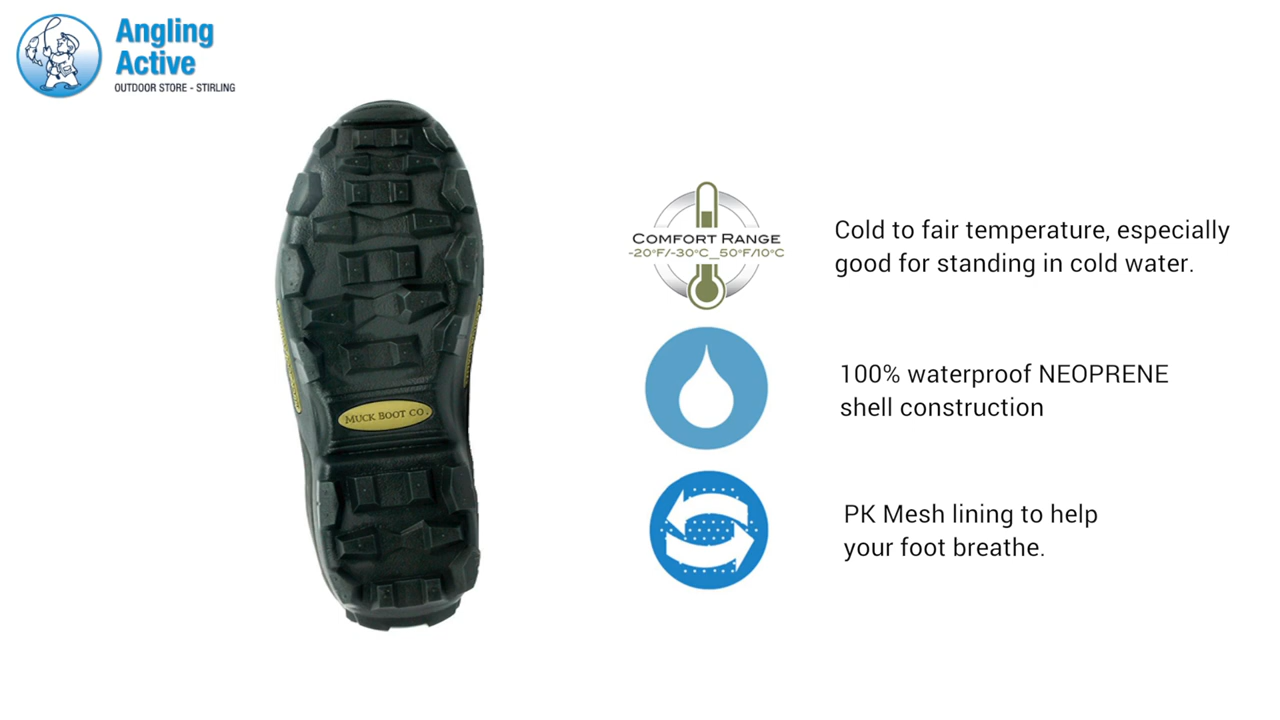 Angling
Active
OUTDOOR STORE - STIRLING
COMFORT RANGE
-20°F/-30°C_50°F/10°C
Cold to fair temperature, especially
good for standing in cold water.
100% waterproof NEOPRENE
shell construction
MUCK BOOT CO.
PK Mesh lining to help
your foot breathe.